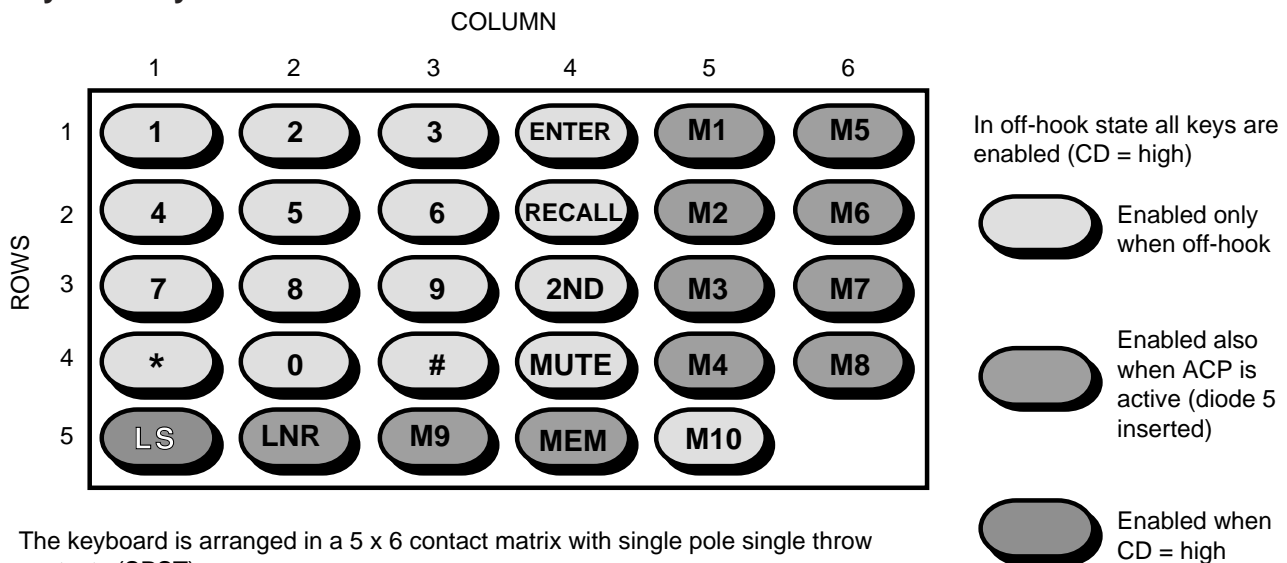 COLUMN
1 2 3 4 5 6
ROWS
1 1 2 3 ENTER M1 M5
2 4 5 6 RECALL M2 M6
3 7 8 9 2ND M3 M7
4 * 0 # MUTE M4 M8
5 LS LNR M9 MEM M10
In off-hook state all keys are
enabled (CD = high)
Enabled only
when off-hook
Enabled also
when ACP is
active (diode 5
inserted)
Enabled when
CD = high
The keyboard is arranged in a 5 x 6 contact matrix with single pole single throw